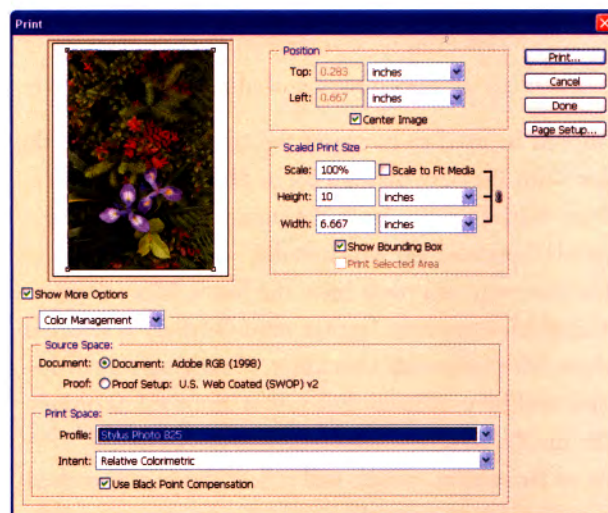 Print
Position
Top: 0.283 inches
Left: 0.667 inches
Center Image
Print...
Cancel
Done
Page Setup...
Scaled Print Size
Scale: 100% Scale to Fit Media
Height: 10 inches
Width: 6.667 inches
Show Bounding Box
Print Selected Area
Show More Options
Color Management
Source Space:
Document: Document: Adobe RGB (1998)
Proof: Proof Setup: U.S. Web Coated (SWOP) v2
Print Space:
Profile: Stylus Photo 825
Intent: Relative Colorimetric
Use Black Point Compensation